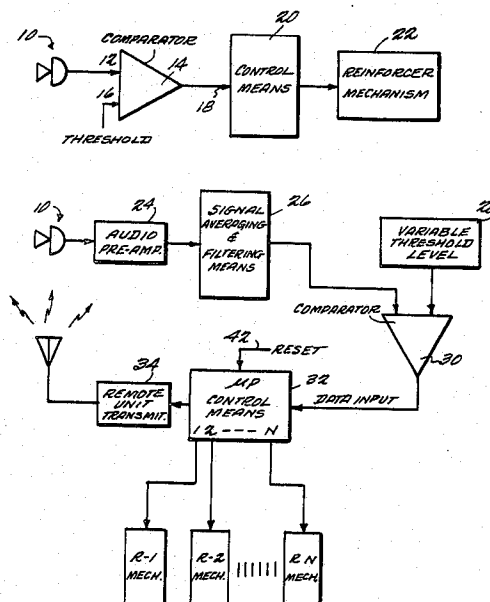 10
12
COMPARATOR
14
16
THRESHOLD
18
20
CONTROL
MEANS
22
REINFORCER
MECHANISM
10
24
AUDIO
PRE-AMP.
26
SIGNAL
AVERAGING
&
FILTERING
MEANS
VARIABLE
THRESHOLD
LEVEL
COMPARATOR
30
DATA INPUT
42
RESET
32
μP
CONTROL
MEANS
1 2 --- N
34
REMOTE
UNIT
TRANSMIT.
R-1
MECH.
R-2
MECH.
R N
MECH.